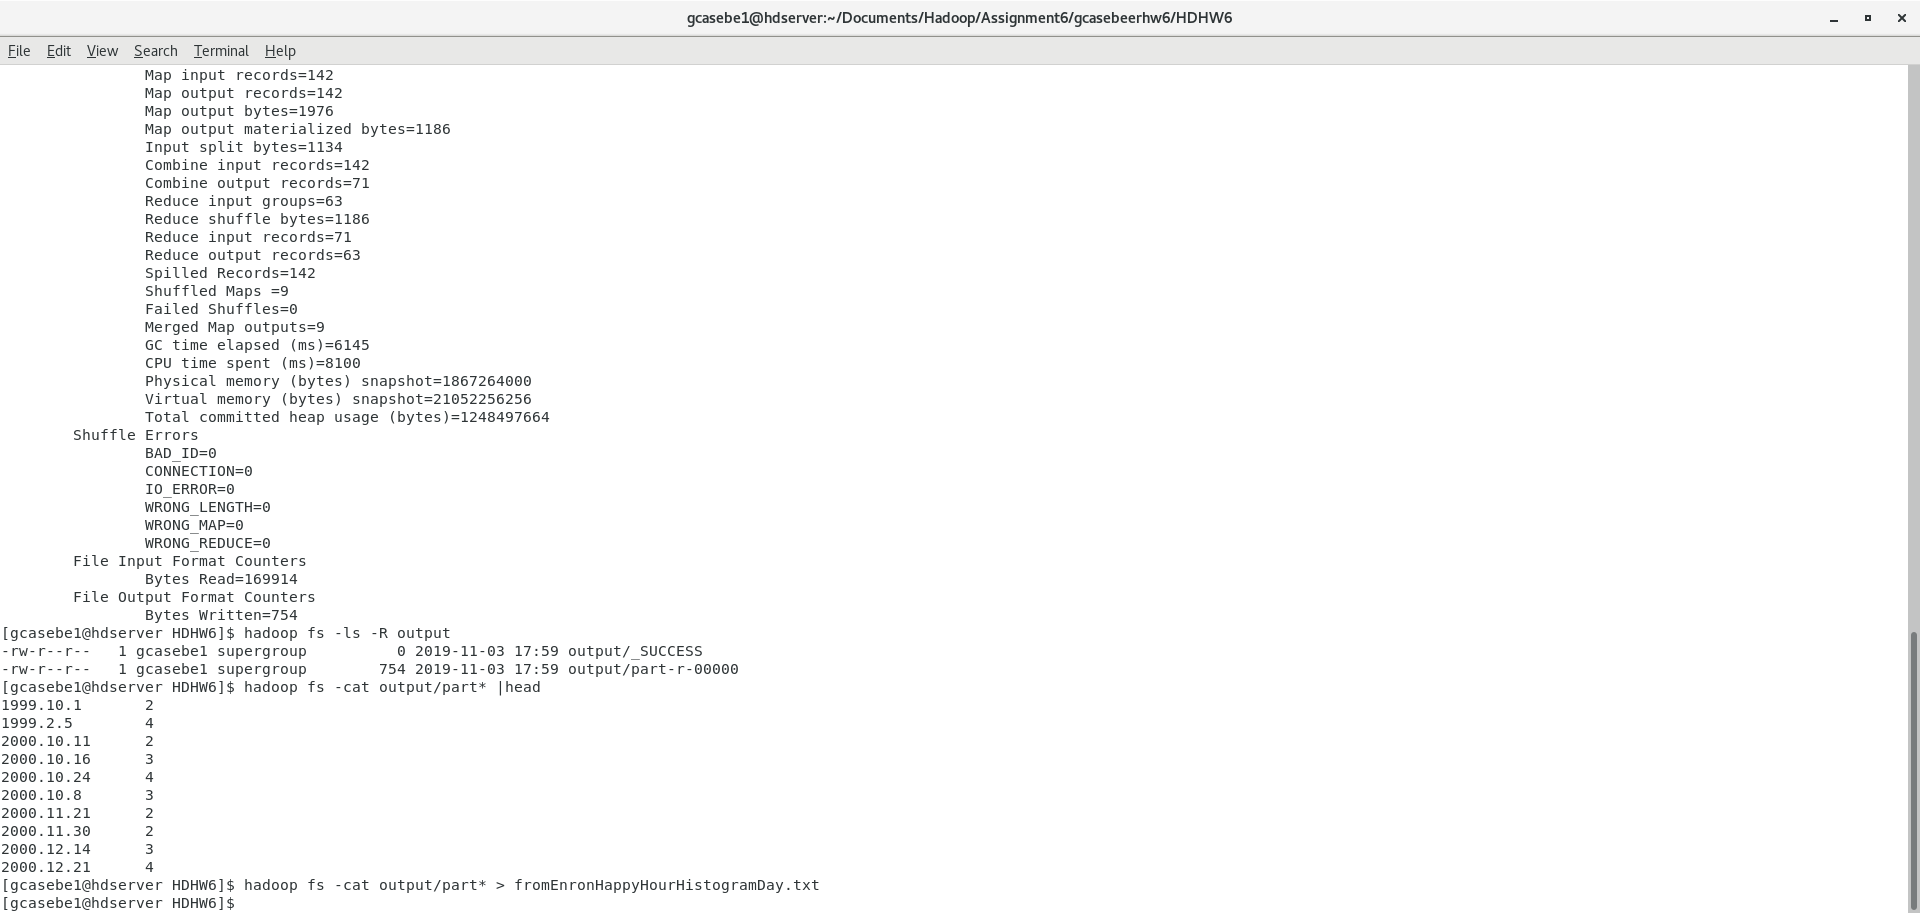 gcasebe1@hdserver:~/Documents/Hadoop/Assignment6/gcasebeerhw6/HDHW6
File Edit View Search Terminal Help
Map input records=142
Map output records=142
Map output bytes=1976
Map output materialized bytes=1186
Input split bytes=1134
Combine input records=142
Combine output records=71
Reduce input groups=63
Reduce shuffle bytes=1186
Reduce input records=71
Reduce output records=63
Spilled Records=142
Shuffled Maps =9
Failed Shuffles=0
Merged Map outputs=9
GC time elapsed (ms)=6145
CPU time spent (ms)=8100
Physical memory (bytes) snapshot=1867264000
Virtual memory (bytes) snapshot=21052256256
Total committed heap usage (bytes)=1248497664
Shuffle Errors
BAD_ID=0
CONNECTION=0
IO_ERROR=0
WRONG_LENGTH=0
WRONG_MAP=0
WRONG_REDUCE=0
File Input Format Counters
Bytes Read=169914
File Output Format Counters
Bytes Written=754
[gcasebe1@hdserver HDHW6]$ hadoop fs -ls -R output
-rw-r--r--   1 gcasebe1 supergroup          0 2019-11-03 17:59 output/_SUCCESS
-rw-r--r--   1 gcasebe1 supergroup        754 2019-11-03 17:59 output/part-r-00000
[gcasebe1@hdserver HDHW6]$ hadoop fs -cat output/part* |head
1999.10.1       2
1999.2.5        4
2000.10.11      2
2000.10.16      3
2000.10.24      4
2000.10.8       3
2000.11.21      2
2000.11.30      2
2000.12.14      3
2000.12.21      4
[gcasebe1@hdserver HDHW6]$ hadoop fs -cat output/part* > fromEnronHappyHourHistogramDay.txt
[gcasebe1@hdserver HDHW6]$